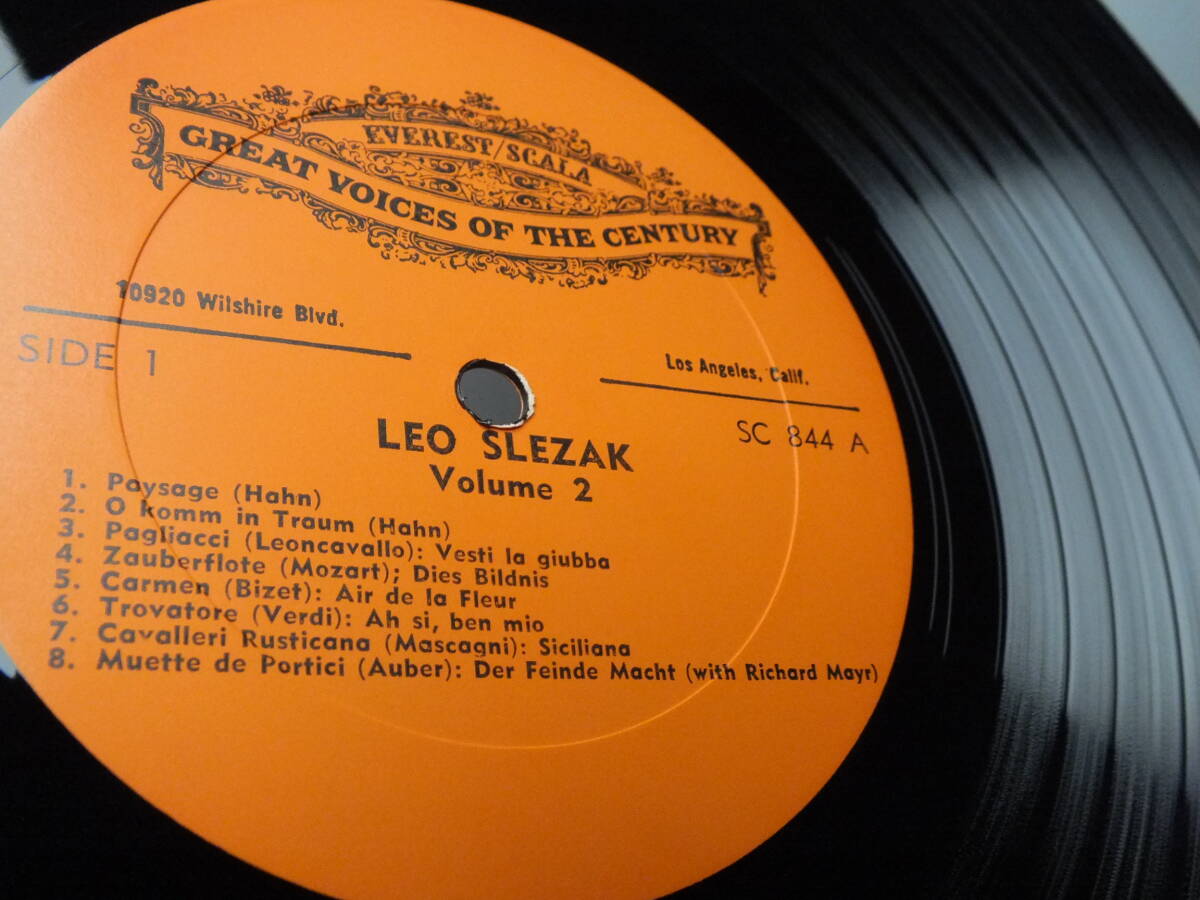 EVEREST/SCALA
GREAT VOICES OF THE CENTURY
10920 Wilshire Blvd.
Los Angeles, Calif.
SIDE 1
SC 844 A
LEO SLEZAK
Volume 2
1. Paysage (Hahn)
2. O komm in Traum (Hahn)
3. Pagliacci (Leoncavallo): Vesti la giubba
4. Zauberflote (Mozart); Dies Bildnis
5. Carmen (Bizet): Air de la Fleur
6. Trovatore (Verdi): Ah si, ben mio
7. Cavalleri Rusticana (Mascagni): Siciliana
8. Muette de Portici (Auber): Der Feinde Macht (with Richard Mayr)